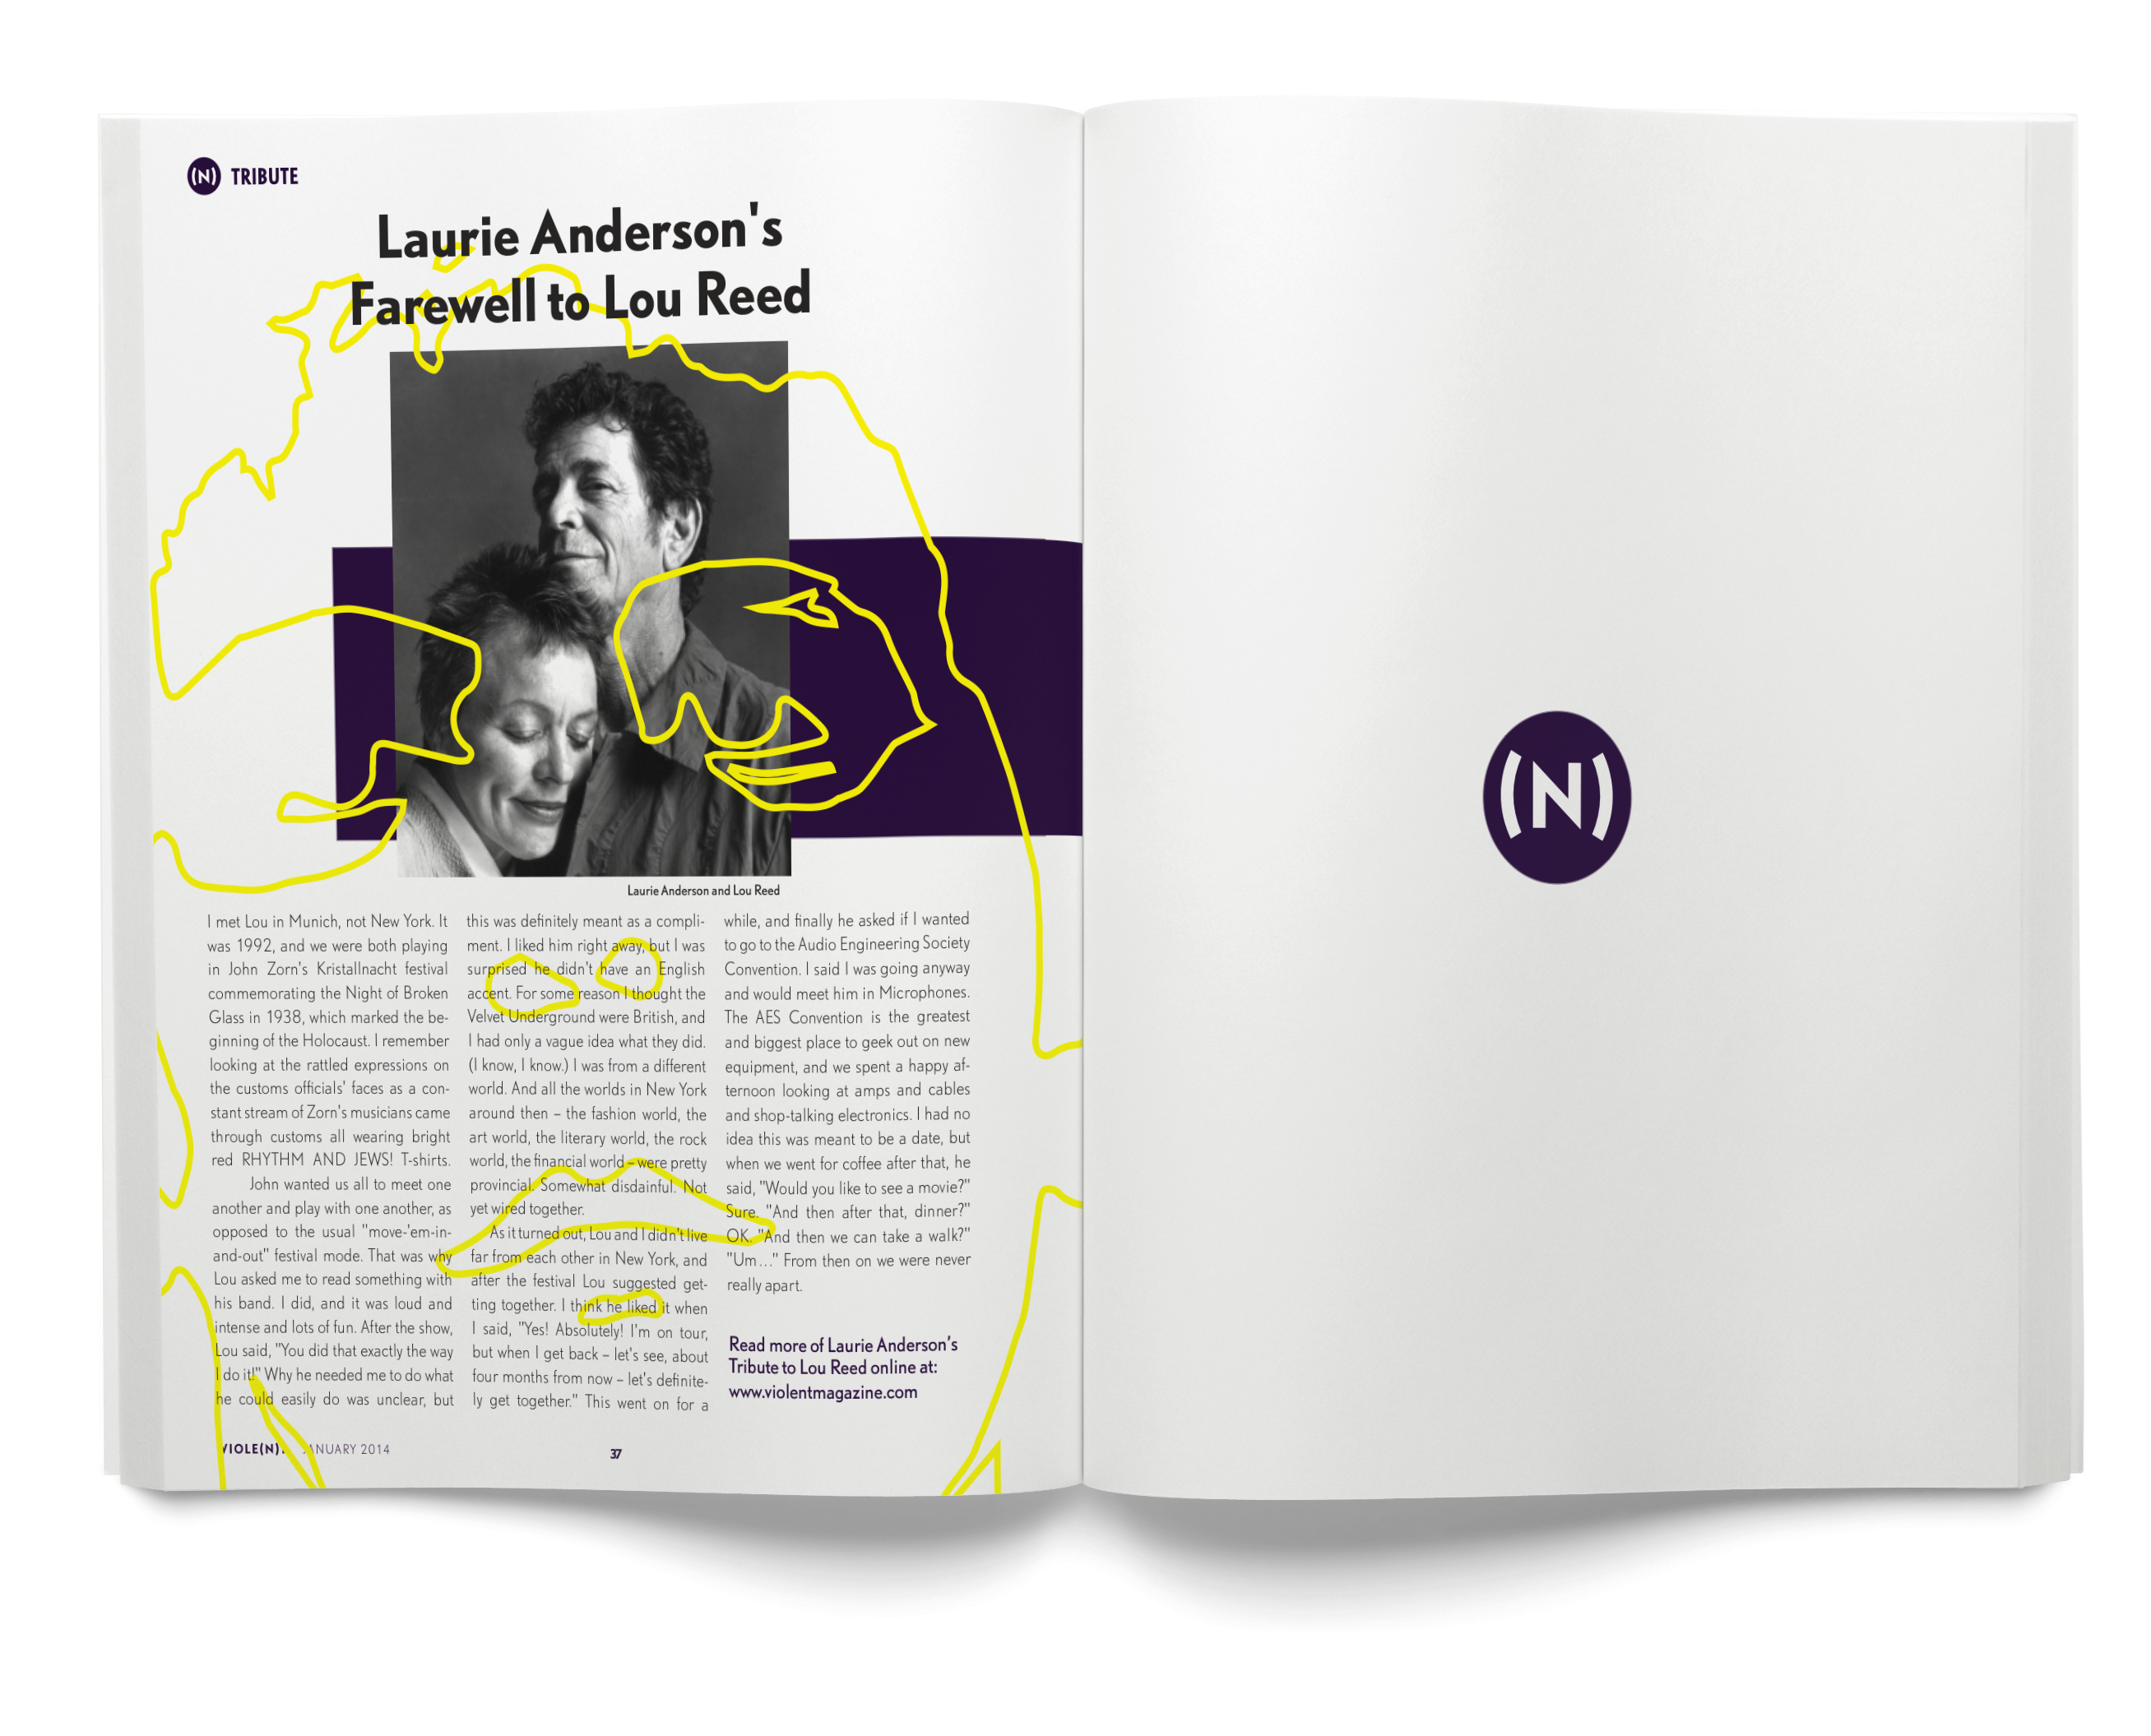 (N) TRIBUTE
Laurie Anderson's
Farewell to Lou Reed
Laurie Anderson and Lou Reed
I met Lou in Munich, not New York. It
was 1992, and we were both playing
in John Zorn's Kristallnacht festival
commemorating the Night of Broken
Glass in 1938, which marked the be-
ginning of the Holocaust. I remember
looking at the rattled expressions on
the customs officials' faces as a con-
stant stream of Zorn's musicians came
through customs all wearing bright
red RHYTHM AND JEWS! T-shirts.
John wanted us all to meet one
another and play with one another, as
opposed to the usual "move-'em-in-
and-out" festival mode. That was why
Lou asked me to read something with
his band. I did, and it was loud and
intense and lots of fun. After the show,
Lou said, "You did that exactly the way
I do it!" Why he needed me to do what
he could easily do was unclear, but
this was definitely meant as a compli-
ment. I liked him right away, but I was
surprised he didn't have an English
accent. For some reason I thought the
Velvet Underground were British, and
I had only a vague idea what they did.
(I know, I know.) I was from a different
world. And all the worlds in New York
around then – the fashion world, the
art world, the literary world, the rock
world, the financial world – were pretty
provincial. Somewhat disdainful. Not
yet wired together.
As it turned out, Lou and I didn't live
far from each other in New York, and
after the festival Lou suggested get-
ting together. I think he liked it when
I said, "Yes! Absolutely! I'm on tour,
but when I get back – let's see, about
four months from now – let's definite-
ly get together." This went on for a
while, and finally he asked if I wanted
to go to the Audio Engineering Society
Convention. I said I was going anyway
and would meet him in Microphones.
The AES Convention is the greatest
and biggest place to geek out on new
equipment, and we spent a happy af-
ternoon looking at amps and cables
and shop-talking electronics. I had no
idea this was meant to be a date, but
when we went for coffee after that, he
said, "Would you like to see a movie?"
Sure. "And then after that, dinner?"
OK. "And then we can take a walk?"
"Um…" From then on we were never
really apart.
Read more of Laurie Anderson's
Tribute to Lou Reed online at:
www.violentmagazine.com
JANUARY 2014
37
(N)